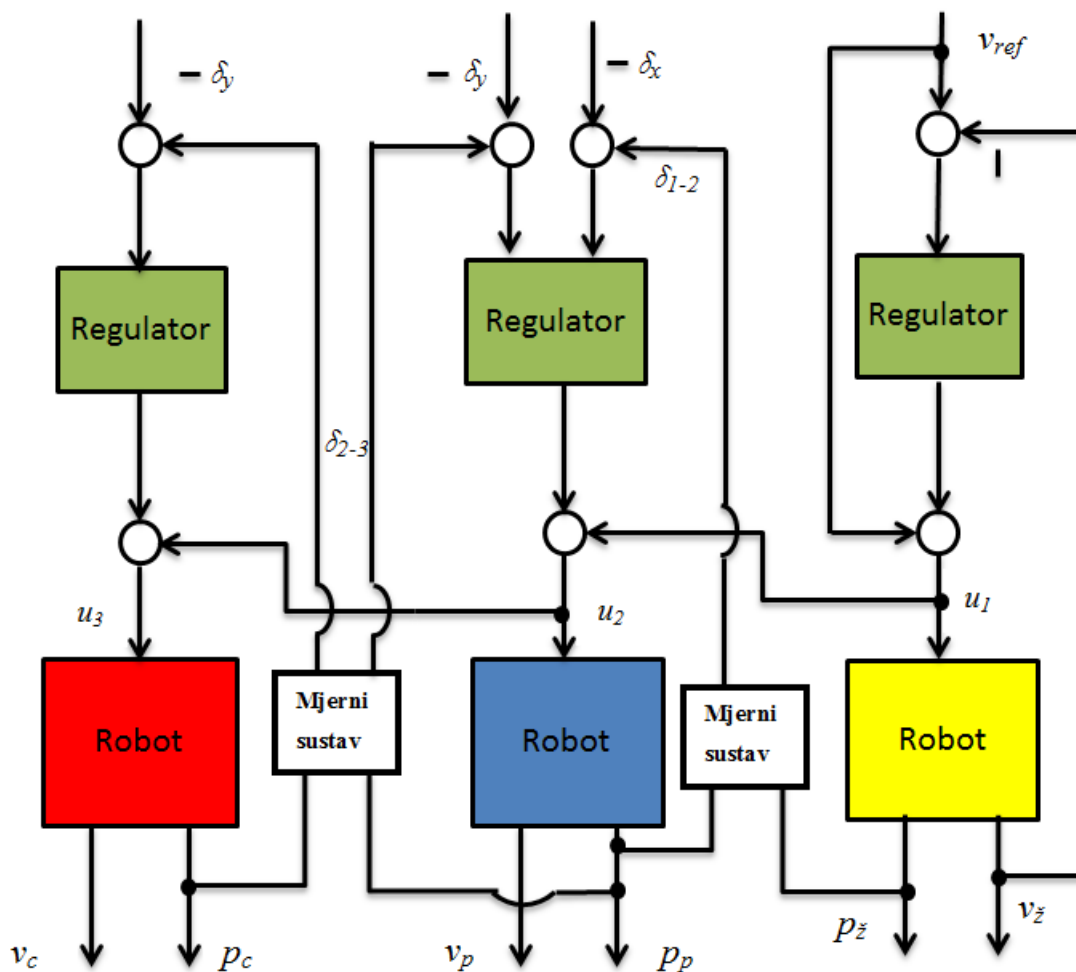 − δy
− δy
− δx
vref
δ1-2
−
Regulator
Regulator
Regulator
δ2-3
u3
u2
u1
Robot
Mjerni
sustav
Robot
Mjerni
sustav
Robot
vc
pc
vp
pp
pž
vž